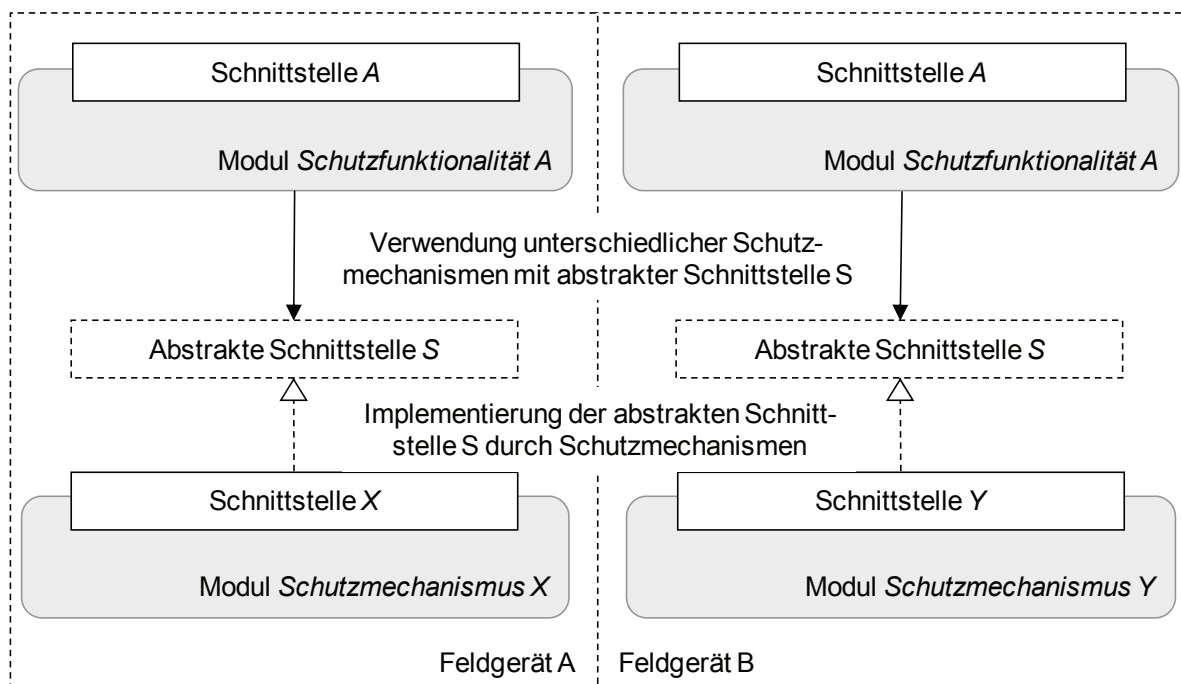 Schnittstelle A
Modul Schutzfunktionalität A
Schnittstelle A
Modul Schutzfunktionalität A
Verwendung unterschiedlicher Schutz-
mechanismen mit abstrakter Schnittstelle S
Abstrakte Schnittstelle S
Abstrakte Schnittstelle S
Implementierung der abstrakten Schnitt-
stelle S durch Schutzmechanismen
Schnittstelle X
Modul Schutzmechanismus X
Schnittstelle Y
Modul Schutzmechanismus Y
Feldgerät A
Feldgerät B